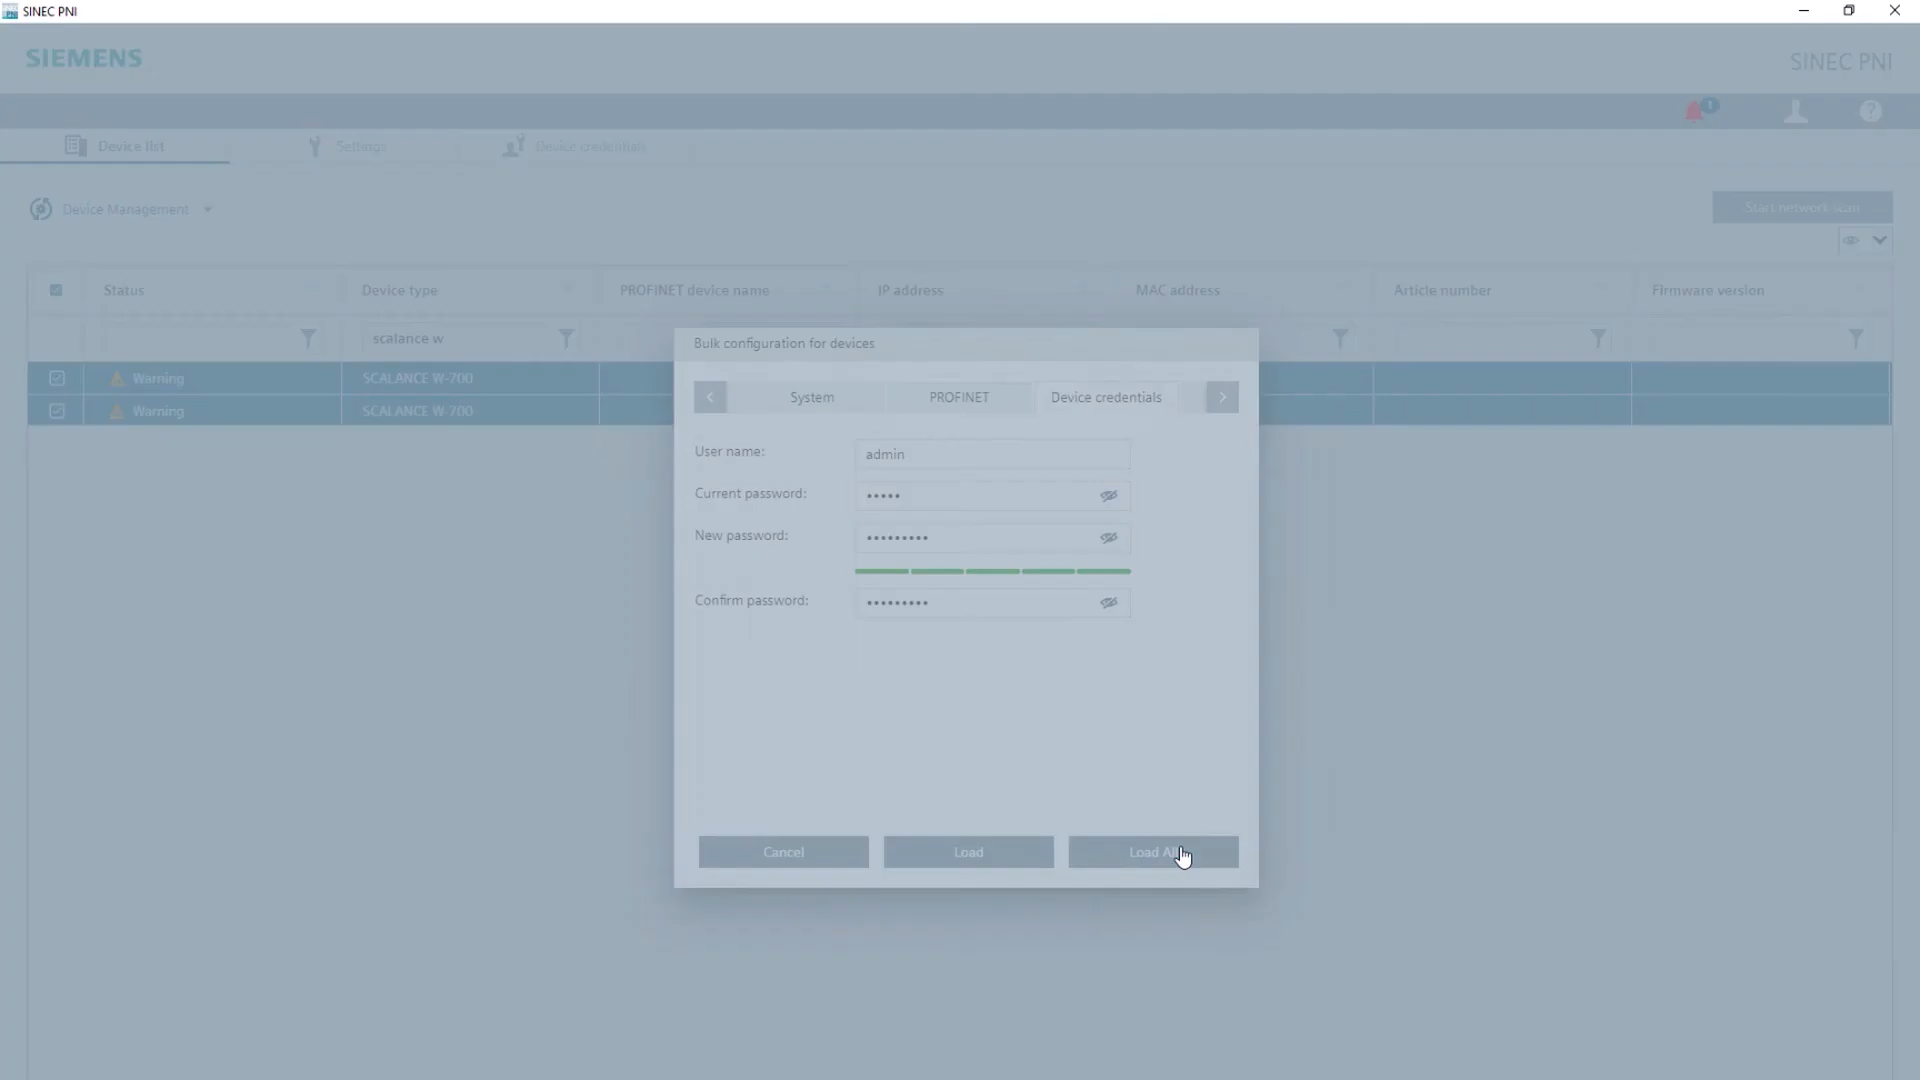 SINEC PNI
SIEMENS
SINEC PNI
1
Device list
Settings
Device credentials
Device Management
Start network scan
Status
Device type
PROFINET device name
IP address
MAC address
Article number
Firmware version
scalance w
Warning
SCALANCE W-700
Warning
SCALANCE W-700
Bulk configuration for devices
System
PROFINET
Device credentials
User name:
admin
Current password:
•••••
New password:
•••••••••
Confirm password:
•••••••••
Cancel
Load
Load All